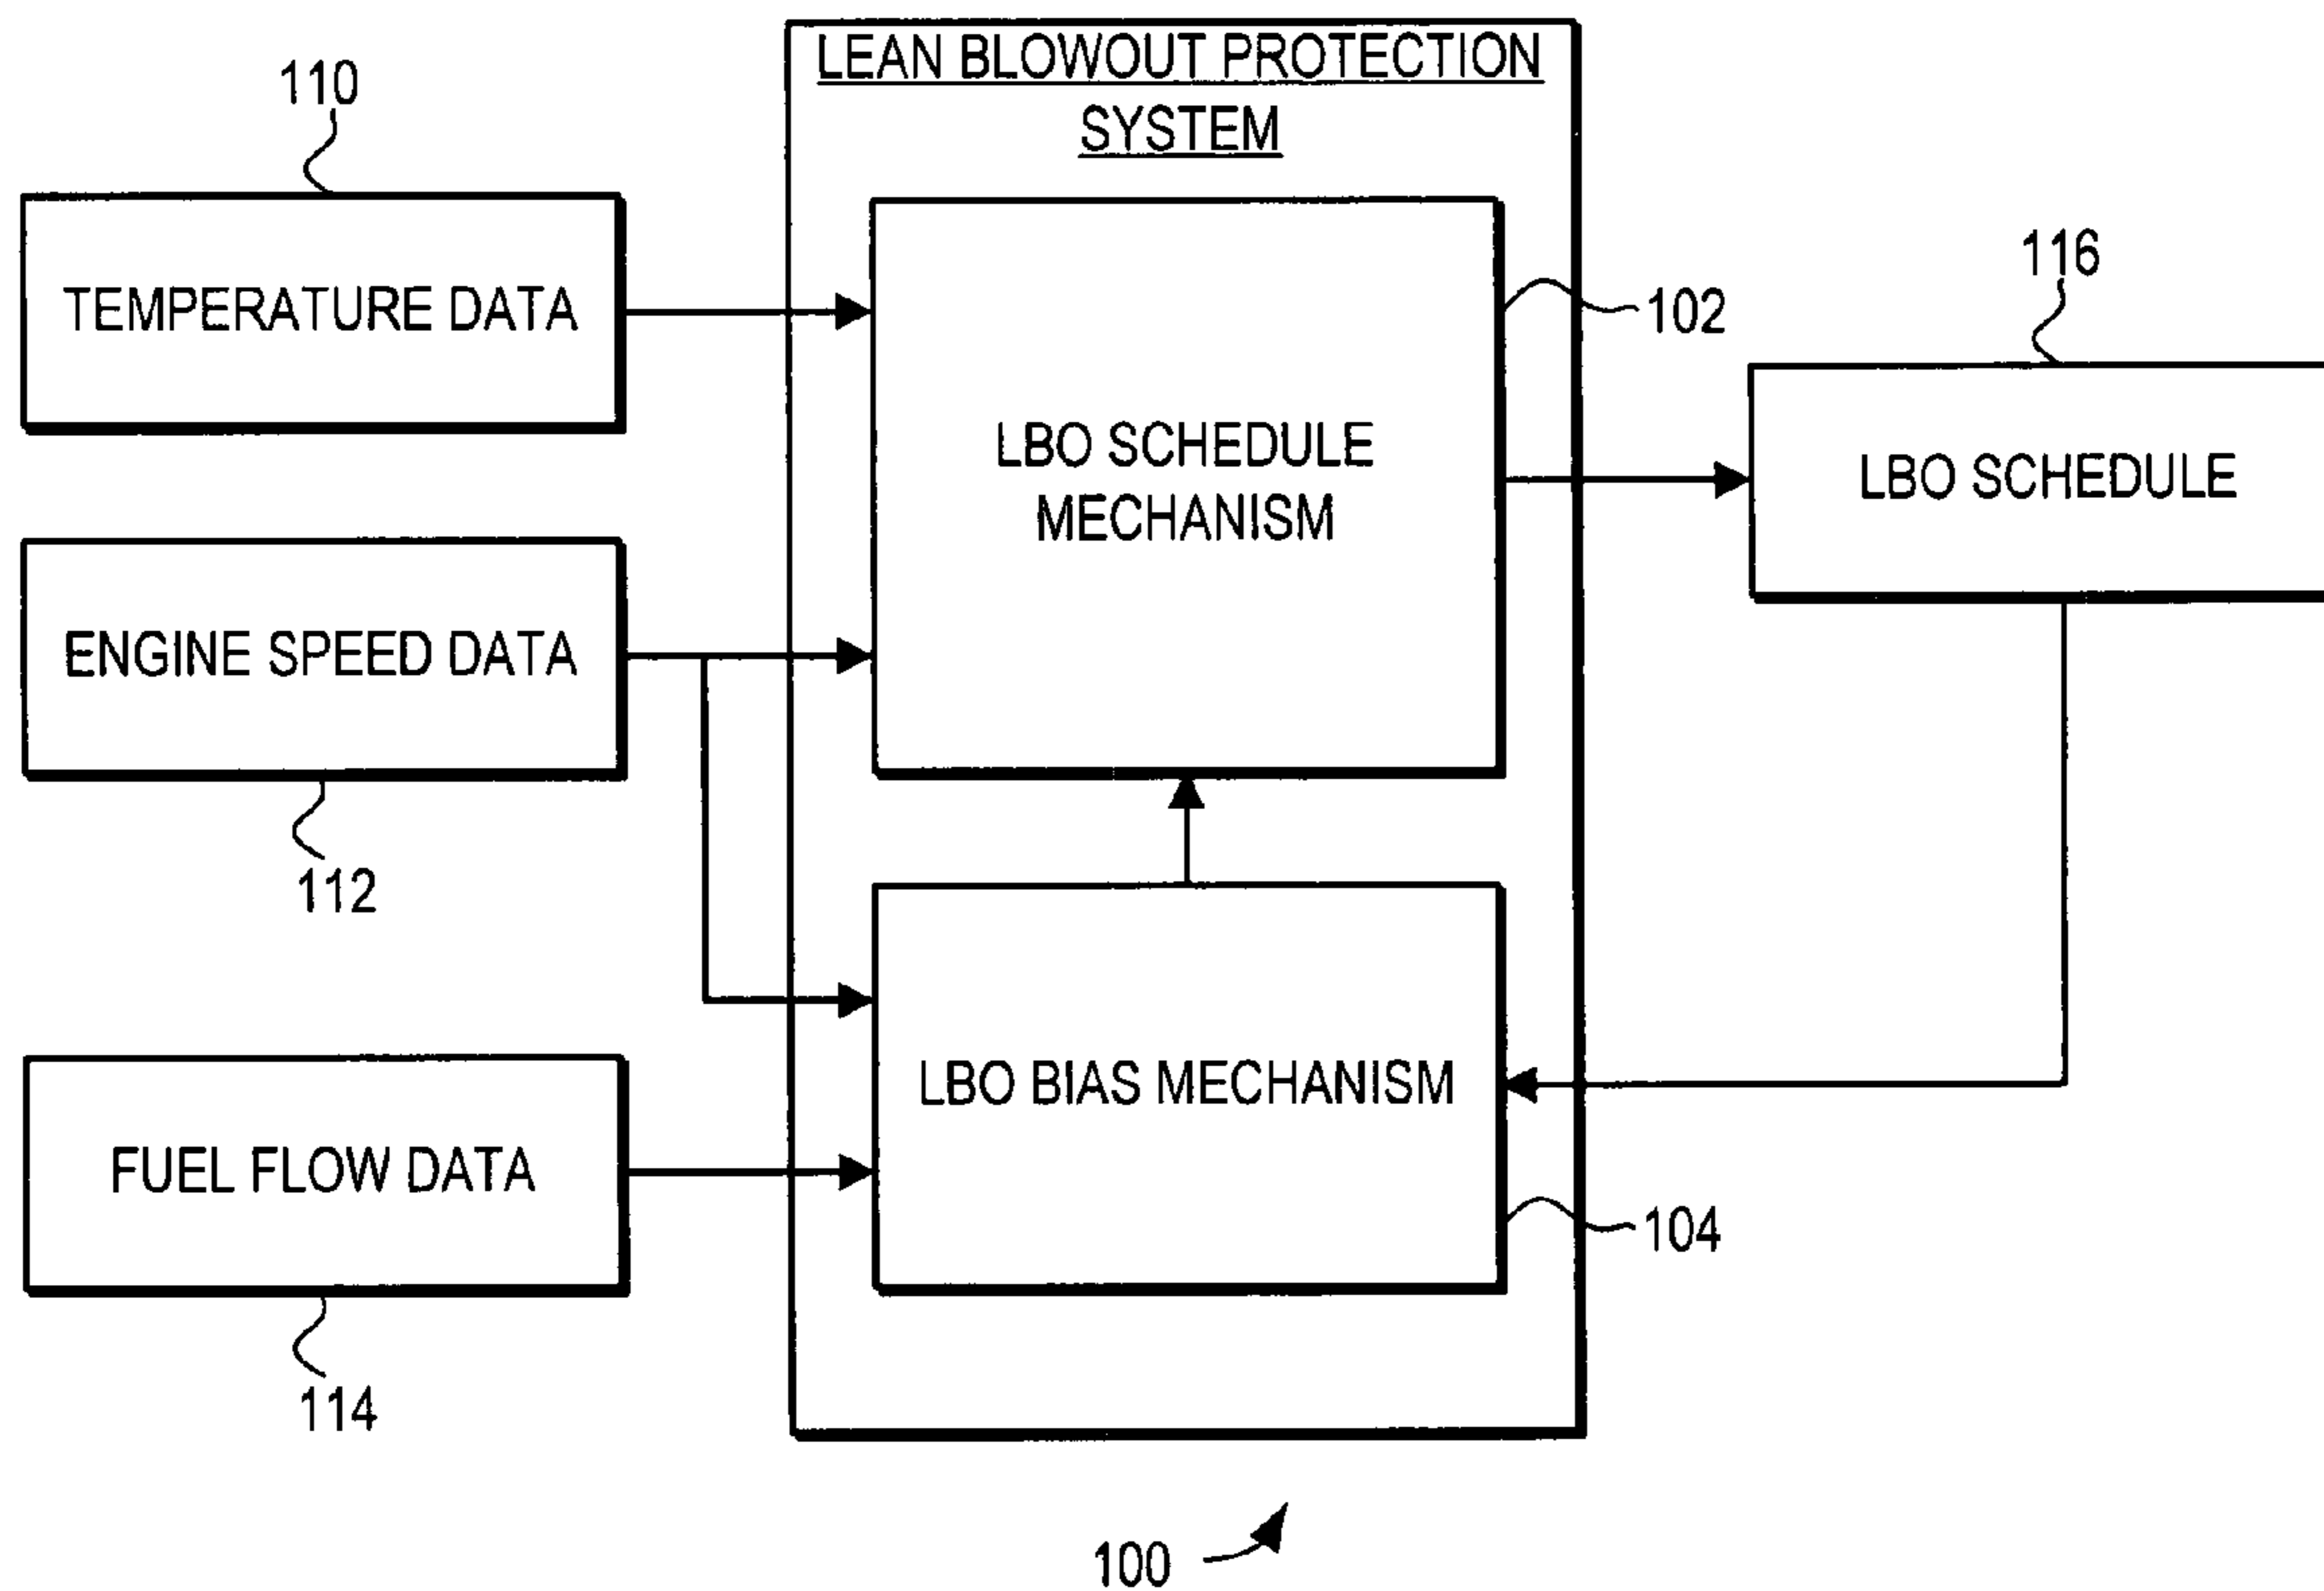 LEAN BLOWOUT PROTECTION
SYSTEM
110
TEMPERATURE DATA
LBO SCHEDULE
MECHANISM
102
116
LBO SCHEDULE
ENGINE SPEED DATA
112
LBO BIAS MECHANISM
104
FUEL FLOW DATA
114
100